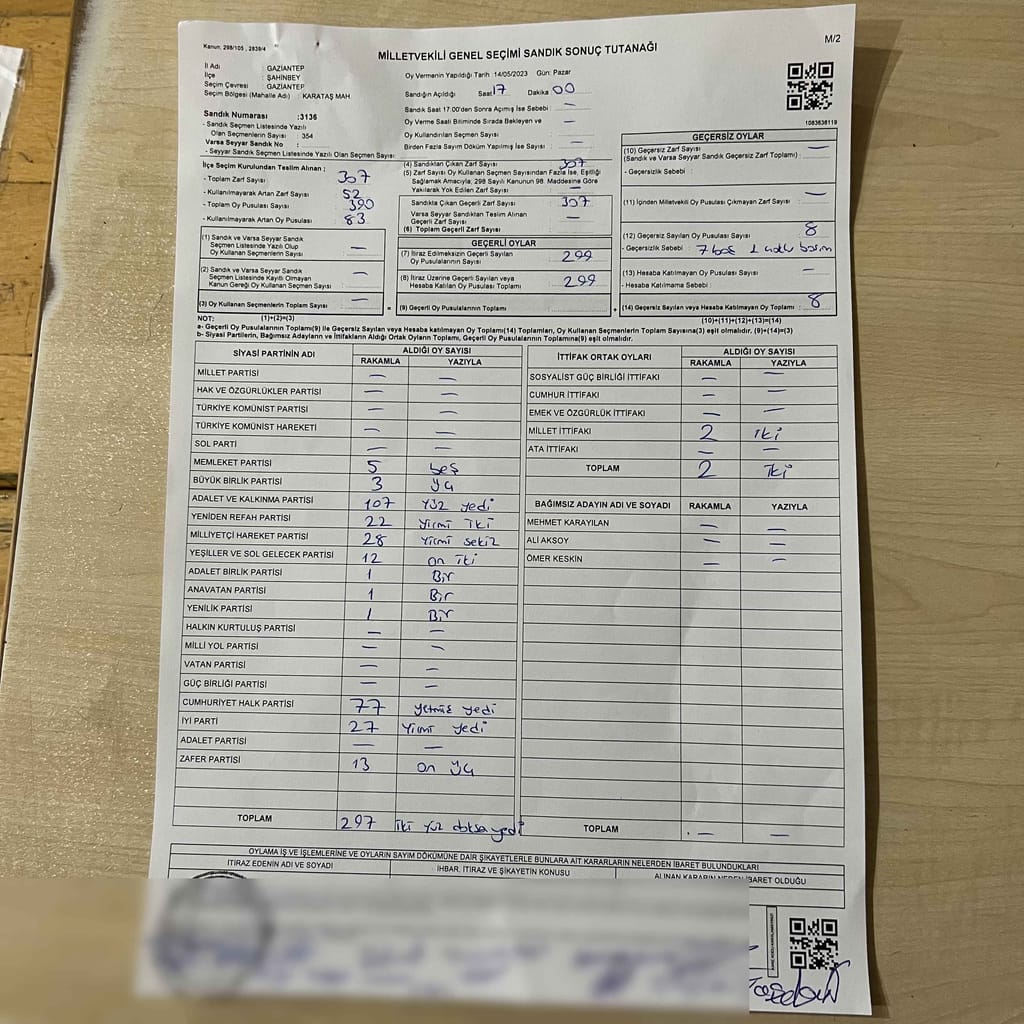 Kanun, 298/105 , 2839/4
MİLLETVEKİLİ GENEL SEÇİMİ SANDIK SONUÇ TUTANAĞI
M/2
İl Adı : GAZİANTEP
İlçe : ŞAHİNBEY
Seçim Çevresi : GAZİANTEP
Seçim Bölgesi (Mahalle Adı) : KARATAŞ MAH.
Oy Vermenin Yapıldığı Tarih 14/05/2023 Gün: Pazar
Sandığın Açıldığı Saat 17 Dakika 00
Sandık Saat 17.00'den Sonra Açılmış İse Sebebi : —
Oy Verme Saati Bitiminde Sırada Bekleyen ve
Oy Kullandırılan Seçmen Sayısı : —
Birden Fazla Sayım Döküm Yapılmış İse Sayısı : —
1083638119
Sandık Numarası :3136
- Sandık Seçmen Listesinde Yazılı
Olan Seçmenlerin Sayısı : 354
Varsa Seyyar Sandık No :
- Seyyar Sandık Seçmen Listesinde Yazılı Olan Seçmen Sayısı :
İlçe Seçim Kurulundan Teslim Alınan ;
- Toplam Zarf Sayısı :
- Kullanılmayarak Artan Zarf Sayısı : 52
- Toplam Oy Pusulası Sayısı : 390
- Kullanılmayarak Artan Oy Pusulası : 83
(4) Sandıktan Çıkan Zarf Sayısı : 307
(5) Zarf Sayısı Oy Kullanan Seçmen Sayısından Fazla İse, Eşitliği
Sağlamak Amacıyla, 298 Sayılı Kanunun 98. Maddesine Göre
Yakılarak Yok Edilen Zarf Sayısı : —
Sandıkta Çıkan Geçerli Zarf Sayısı : 307
Varsa Seyyar Sandıktan Teslim Alınan
Geçerli Zarf Sayısı : —
(6) Toplam Geçerli Zarf Sayısı :
GEÇERSİZ OYLAR
(10) Geçersiz Zarf Sayısı : —
(Sandık ve Varsa Seyyar Sandık Geçersiz Zarf Toplamı)
- Geçersizlik Sebebi :
(11) İçinden Milletvekili Oy Pusulası Çıkmayan Zarf Sayısı : —
(12) Geçersiz Sayılan Oy Pusulası Sayısı : 8
- Geçersizlik Sebebi : 7 boş 1
(13) Hesaba Katılmayan Oy Pusulası Sayısı : —
- Hesaba Katılmama Sebebi :
(14) Geçersiz Sayılan veya Hesaba Katılmayan Oy Toplamı : 8
(1) Sandık ve Varsa Seyyar Sandık
Seçmen Listesinde Yazılı Olup
Oy Kullanan Seçmenlerin Sayısı : —
(2) Sandık ve Varsa Seyyar Sandık
Seçmen Listesinde Kayıtlı Olmayan
Kanun Gereği Oy Kullanan Seçmen Sayısı : —
(3) Oy Kullanan Seçmenlerin Toplam Sayısı : —
GEÇERLİ OYLAR
(7) İtiraz Edilmeksizin Geçerli Sayılan
Oy Pusulalarının Sayısı : 299
(8) İtiraz Üzerine Geçerli Sayılan veya
Hesaba Katılan Oy Pusulaları Toplamı : 299
= (9) Geçerli Oy Pusulalarının Toplamı : +
NOT: (1)+(2)=(3) (10)+(11)+(12)+(13)=(14)
a- Geçerli Oy Pusulalarının Toplamı(9) ile Geçersiz Sayılan veya Hesaba katılmayan Oy Toplamı(14) Toplamları, Oy Kullanan Seçmenlerin Toplam Sayısına(3) eşit olmalıdır. (9)+(14)=(3)
b- Siyasi Partilerin, Bağımsız Adayların ve İttifakların Aldığı Ortak Oyların Toplamı, Geçerli Oy Pusulalarının Toplamına(9) eşit olmalıdır.
SİYASİ PARTİNİN ADI ALDIĞI OY SAYISI
RAKAMLA YAZIYLA
MİLLET PARTİSİ — —
HAK VE ÖZGÜRLÜKLER PARTİSİ — —
TÜRKİYE KOMÜNİST PARTİSİ — —
TÜRKİYE KOMÜNİST HAREKETİ — —
SOL PARTİ — —
MEMLEKET PARTİSİ 5 beş
BÜYÜK BİRLİK PARTİSİ 3 üç
ADALET VE KALKINMA PARTİSİ 107 Yüz yedi
YENİDEN REFAH PARTİSİ 22 Yirmi iki
MİLLİYETÇİ HAREKET PARTİSİ 28 Yirmi sekiz
YEŞİLLER VE SOL GELECEK PARTİSİ 12 on iki
ADALET BİRLİK PARTİSİ 1 Bir
ANAVATAN PARTİSİ 1 Bir
YENİLİK PARTİSİ 1 Bir
HALKIN KURTULUŞ PARTİSİ — —
MİLLİ YOL PARTİSİ — —
VATAN PARTİSİ — —
GÜÇ BİRLİĞİ PARTİSİ — —
CUMHURİYET HALK PARTİSİ 77 yetmiş yedi
İYİ PARTİ 27 Yirmi yedi
ADALET PARTİSİ — —
ZAFER PARTİSİ 13 on üç
TOPLAM 297 iki yüz doksa yedi
İTTİFAK ORTAK OYLARI ALDIĞI OY SAYISI
RAKAMLA YAZIYLA
SOSYALİST GÜÇ BİRLİĞİ İTTİFAKI — —
CUMHUR İTTİFAKI — —
EMEK VE ÖZGÜRLÜK İTTİFAKI — —
MİLLET İTTİFAKI 2 iki
ATA İTTİFAKI — —
TOPLAM 2 iki
BAĞIMSIZ ADAYIN ADI VE SOYADI RAKAMLA YAZIYLA
MEHMET KARAYILAN — —
ALİ AKSOY — —
ÖMER KESKİN — —
TOPLAM — —
OYLAMA İŞ VE İŞLEMLERİNE VE OYLARIN SAYIM DÖKÜMÜNE DAİR ŞİKAYETLERLE BUNLARA AİT KARARLARIN NELERDEN İBARET BULUNDUKLARI
İTİRAZ EDENİN ADI VE SOYADI İHBAR, İTİRAZ VE ŞİKAYETİN KONUSU ALINAN KARARIN NEDEN İBARET OLDUĞU